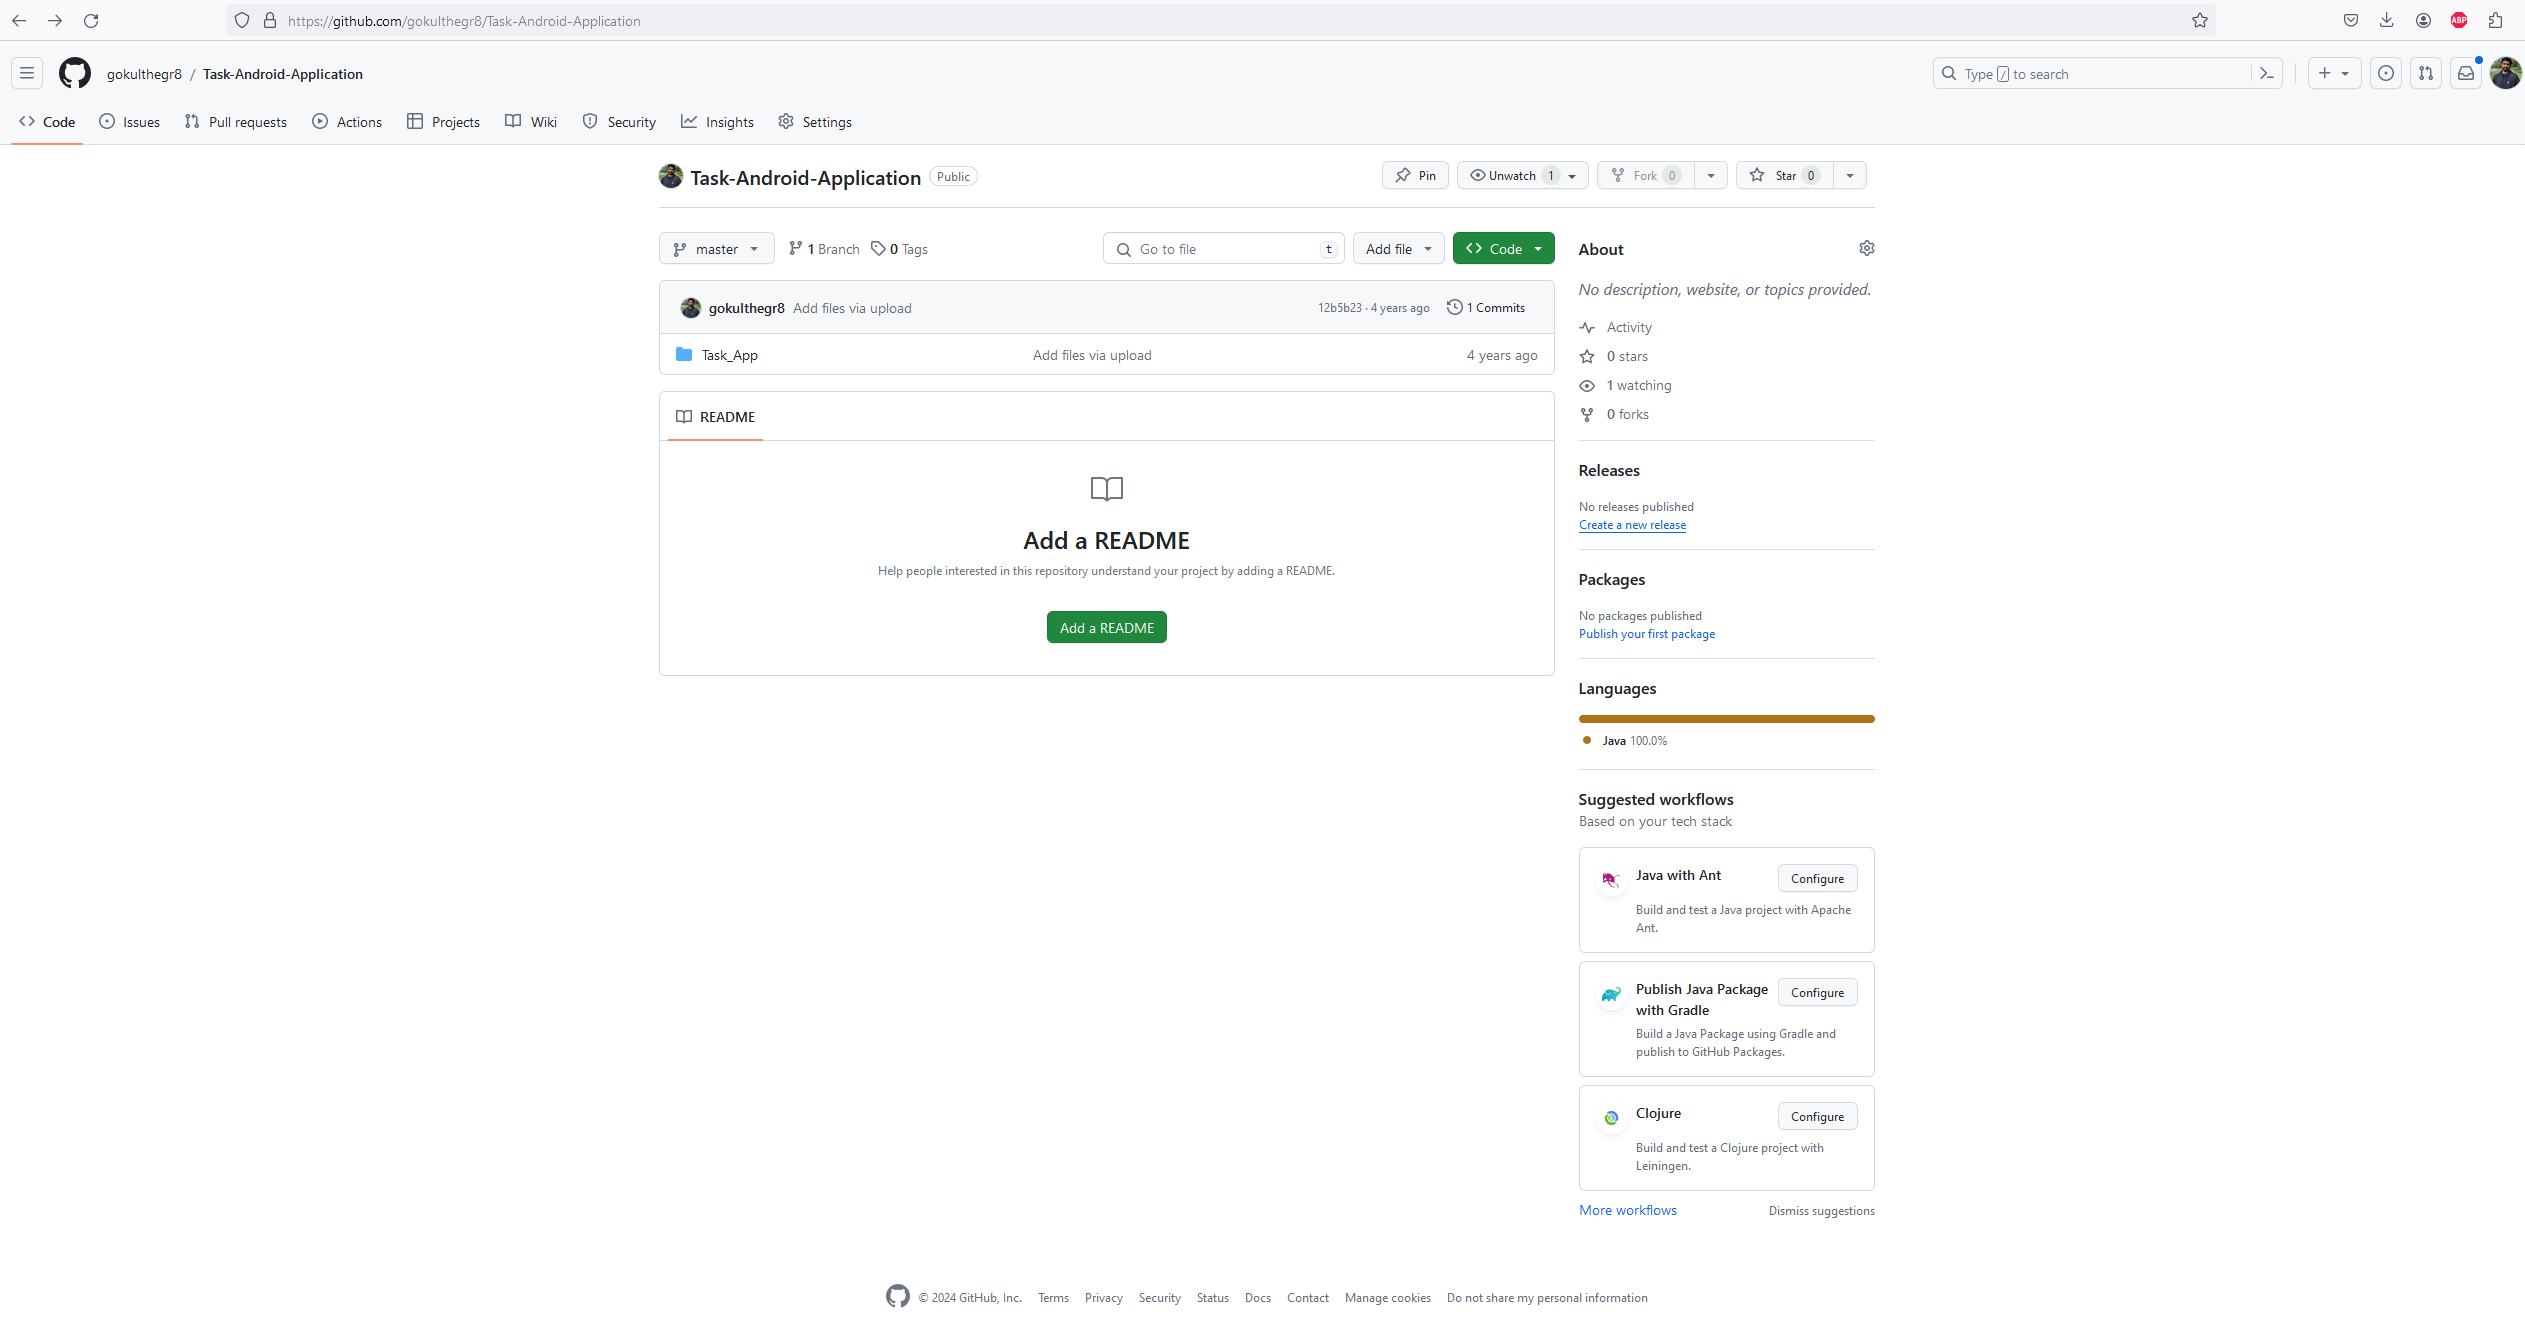 https://github.com/gokulthegr8/Task-Android-Application
ABP
gokulthegr8 / Task-Android-Application
Type / to search
Code Issues Pull requests Actions Projects Wiki Security Insights Settings
Task-Android-Application Public
Pin Unwatch 1 Fork 0 Star 0
master 1 Branch 0 Tags Go to file t Add file Code
gokulthegr8 Add files via upload 12b5b23 · 4 years ago 1 Commits
Task_App Add files via upload 4 years ago
README
Add a README
Help people interested in this repository understand your project by adding a README.
Add a README
About
No description, website, or topics provided.
Activity
0 stars
1 watching
0 forks
Releases
No releases published
Create a new release
Packages
No packages published
Publish your first package
Languages
Java 100.0%
Suggested workflows
Based on your tech stack
Java with Ant Configure
Build and test a Java project with Apache
Ant.
Publish Java Package Configure
with Gradle
Build a Java Package using Gradle and
publish to GitHub Packages.
Clojure Configure
Build and test a Clojure project with
Leiningen.
More workflows Dismiss suggestions
© 2024 GitHub, Inc. Terms Privacy Security Status Docs Contact Manage cookies Do not share my personal information